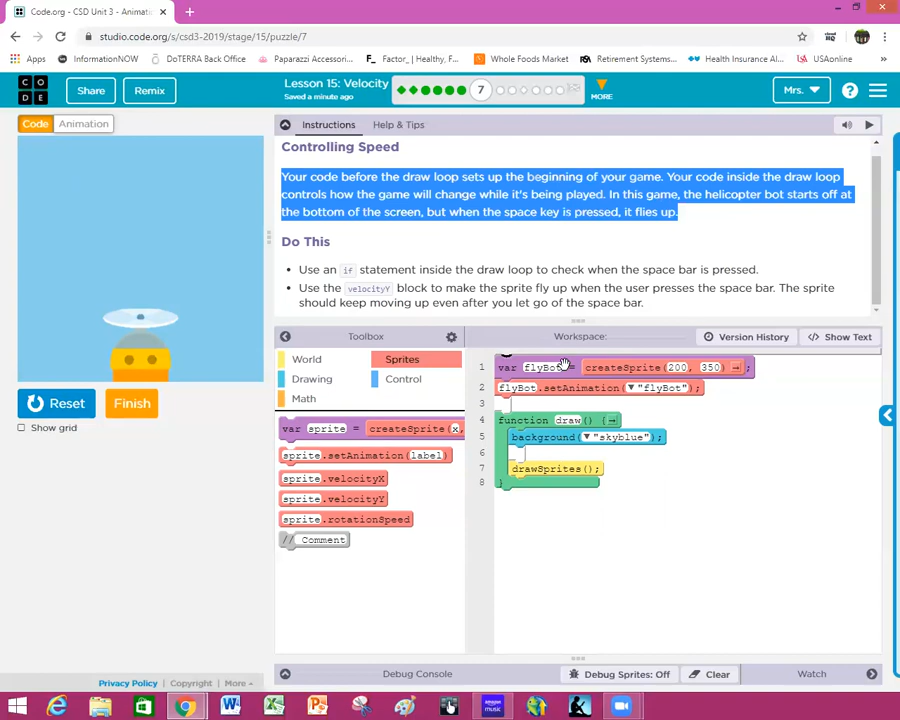 Code.org - CSD Unit 3 - Animati
studio.code.org/s/csd3-2019/stage/15/puzzle/7
Apps
InformationNOW
DoTERRA Back Office
Paparazzi Accessori...
Factor_ | Healthy, F...
Whole Foods Market
Retirement Systems...
Health Insurance Al...
USAonline
»
C O D E
Share
Remix
Lesson 15: Velocity
Saved a minute ago
7
MORE
Mrs.
?
Code
Animation
Instructions
Help & Tips
Controlling Speed
Your code before the draw loop sets up the beginning of your game. Your code inside the draw loop
controls how the game will change while it's being played. In this game, the helicopter bot starts off at
the bottom of the screen, but when the space key is pressed, it flies up.
Do This
• Use an if statement inside the draw loop to check when the space bar is pressed.
• Use the velocityY block to make the sprite fly up when the user presses the space bar. The sprite
should keep moving up even after you let go of the space bar.
Toolbox
Workspace:
Version History
</> Show Text
World
Sprites
Drawing
Control
Math
var sprite = createSprite(x,
sprite.setAnimation(label)
sprite.velocityX
sprite.velocityY
sprite.rotationSpeed
// Comment
1 var flyBot = createSprite(200, 350);
2 flyBot.setAnimation("flyBot");
3
4 function draw() {
5 background("skyblue");
6
7 drawSprites();
8 }
Reset
Finish
Show grid
Debug Console
Debug Sprites: Off
Clear
Watch
Privacy Policy | Copyright | More